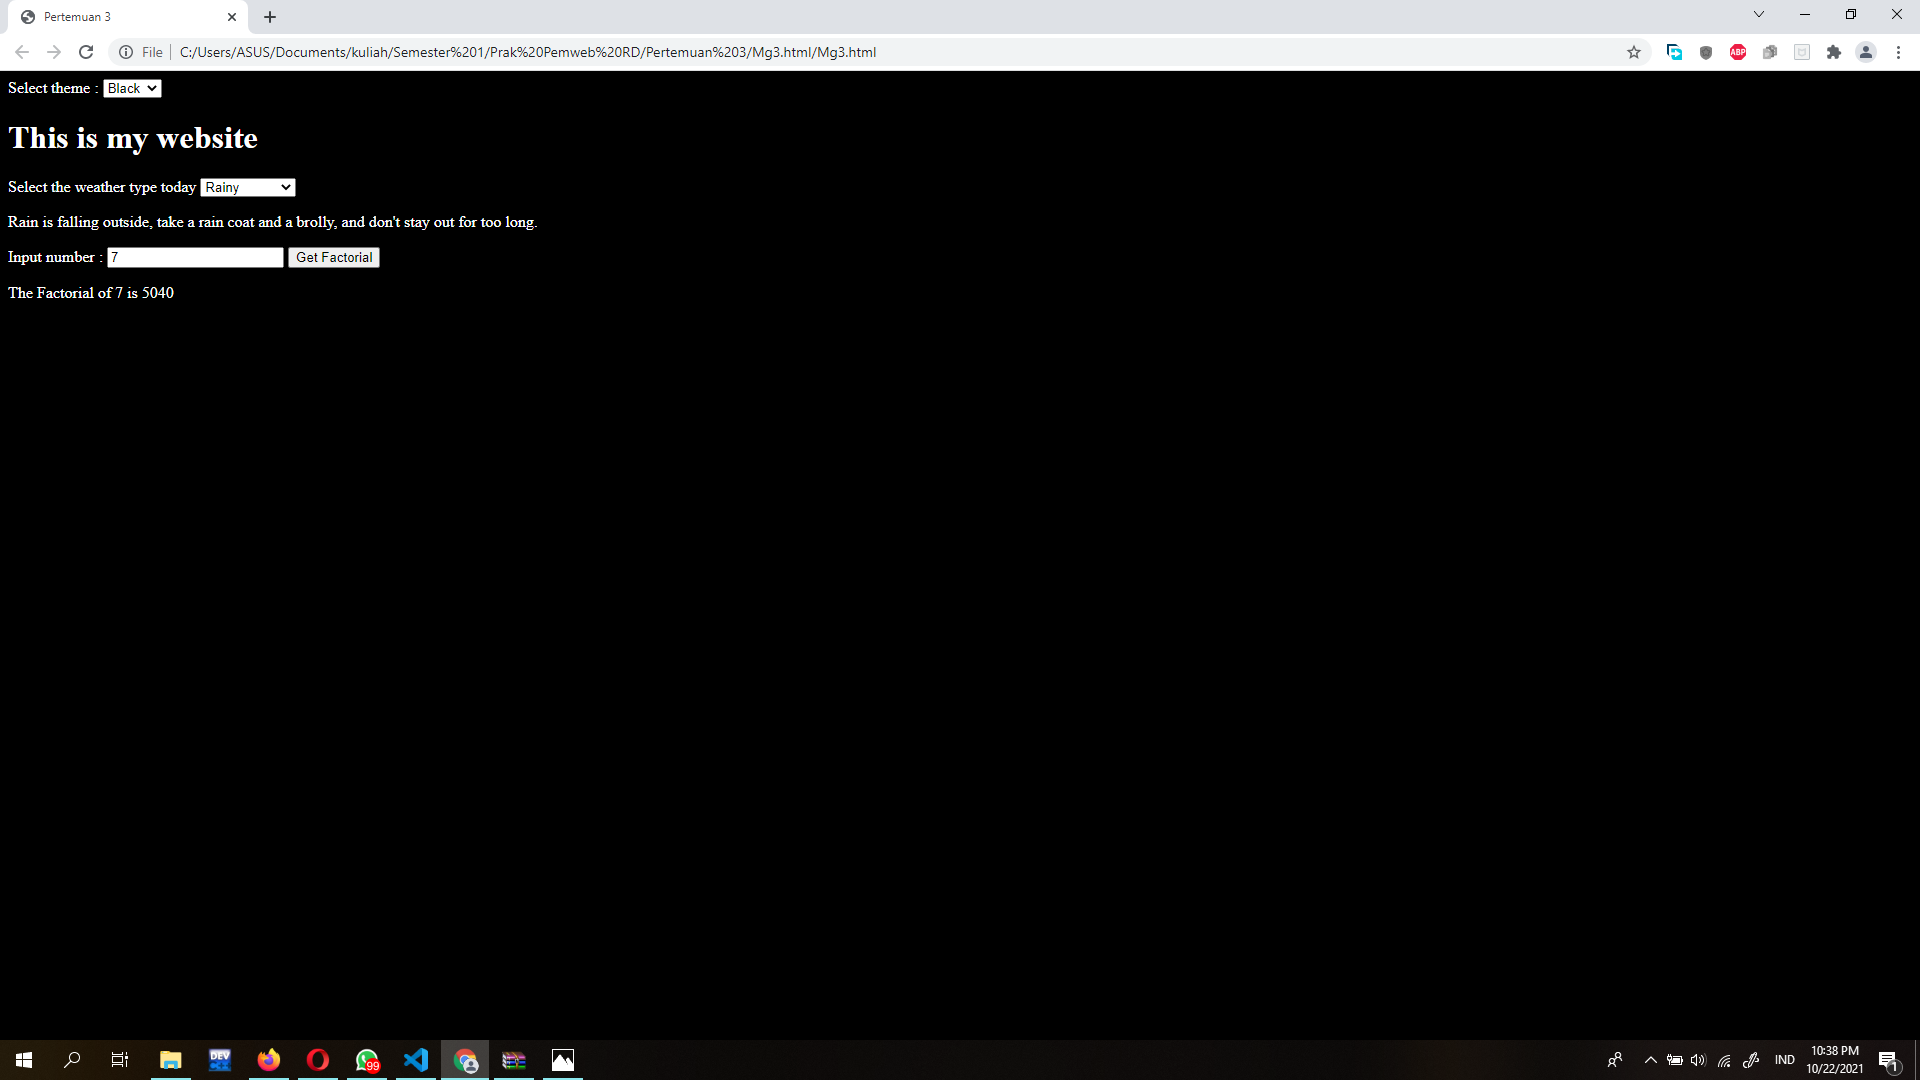 Pertemuan 3
File
C:/Users/ASUS/Documents/kuliah/Semester%201/Prak%20Pemweb%20RD/Pertemuan%203/Mg3.html/Mg3.html
ABP
Select theme : Black
This is my website
Select the weather type today Rainy
Rain is falling outside, take a rain coat and a brolly, and don't stay out for too long.
Input number : 7 Get Factorial
The Factorial of 7 is 5040
DEV
99
IND
10:38 PM
10/22/2021
1